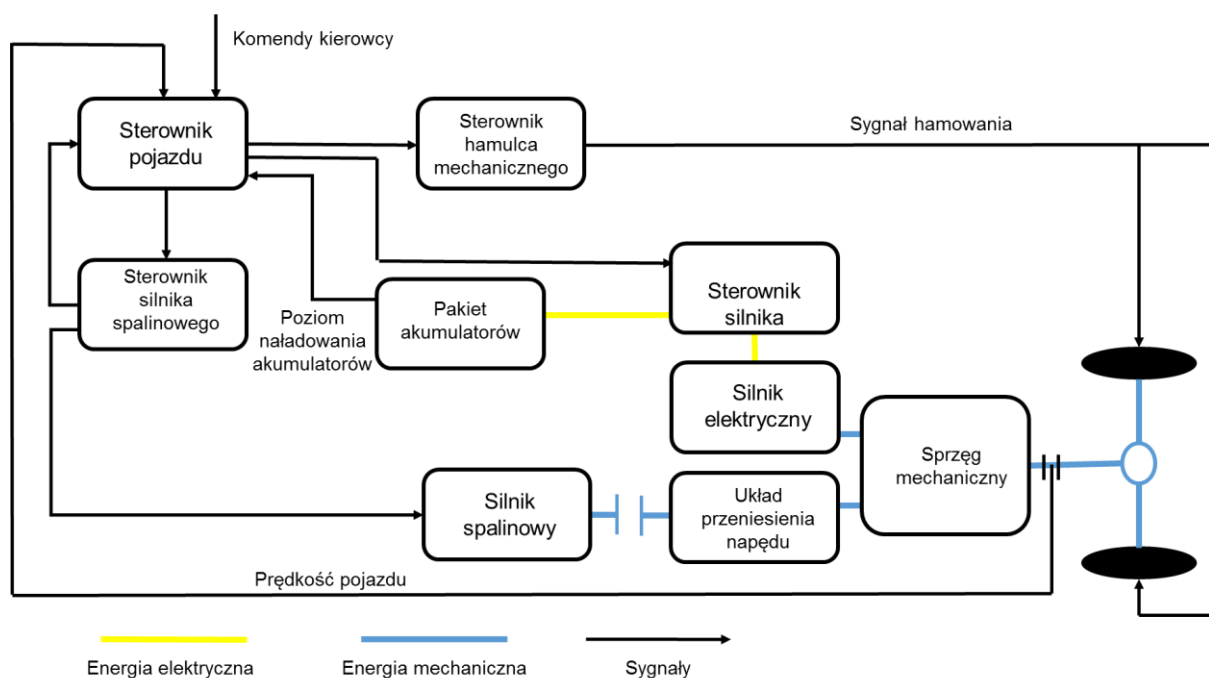 Komendy kierowcy
Sterownik
pojazdu
Sterownik
hamulca
mechanicznego
Sygnał hamowania
Sterownik
silnika
spalinowego
Poziom
naładowania
akumulatorów
Pakiet
akumulatorów
Sterownik
silnika
Silnik
elektryczny
Sprzęg
mechaniczny
Silnik
spalinowy
Układ
przeniesienia
napędu
Prędkość pojazdu
Energia elektryczna
Energia mechaniczna
Sygnały